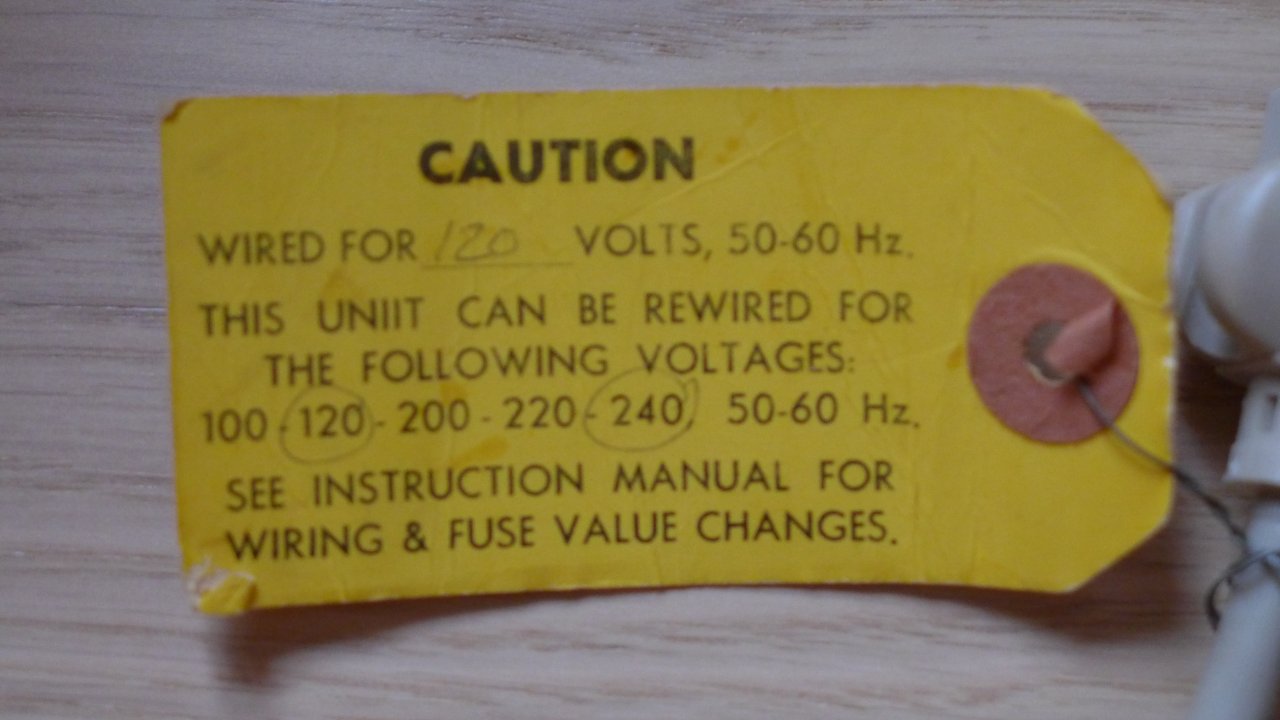 CAUTION
WIRED FOR 120 VOLTS, 50-60 Hz.
THIS UNIIT CAN BE REWIRED FOR
THE FOLLOWING VOLTAGES:
100 - 120 - 200 - 220 - 240, 50-60 Hz.
SEE INSTRUCTION MANUAL FOR
WIRING & FUSE VALUE CHANGES.